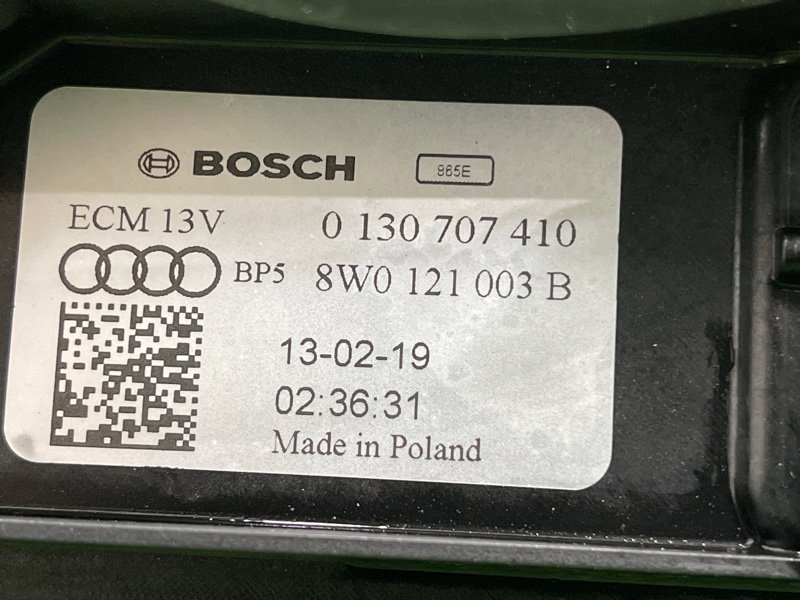 BOSCH 965E
ECM 13V 0 130 707 410
BP5 8W0 121 003 B
13-02-19
02:36:31
Made in Poland